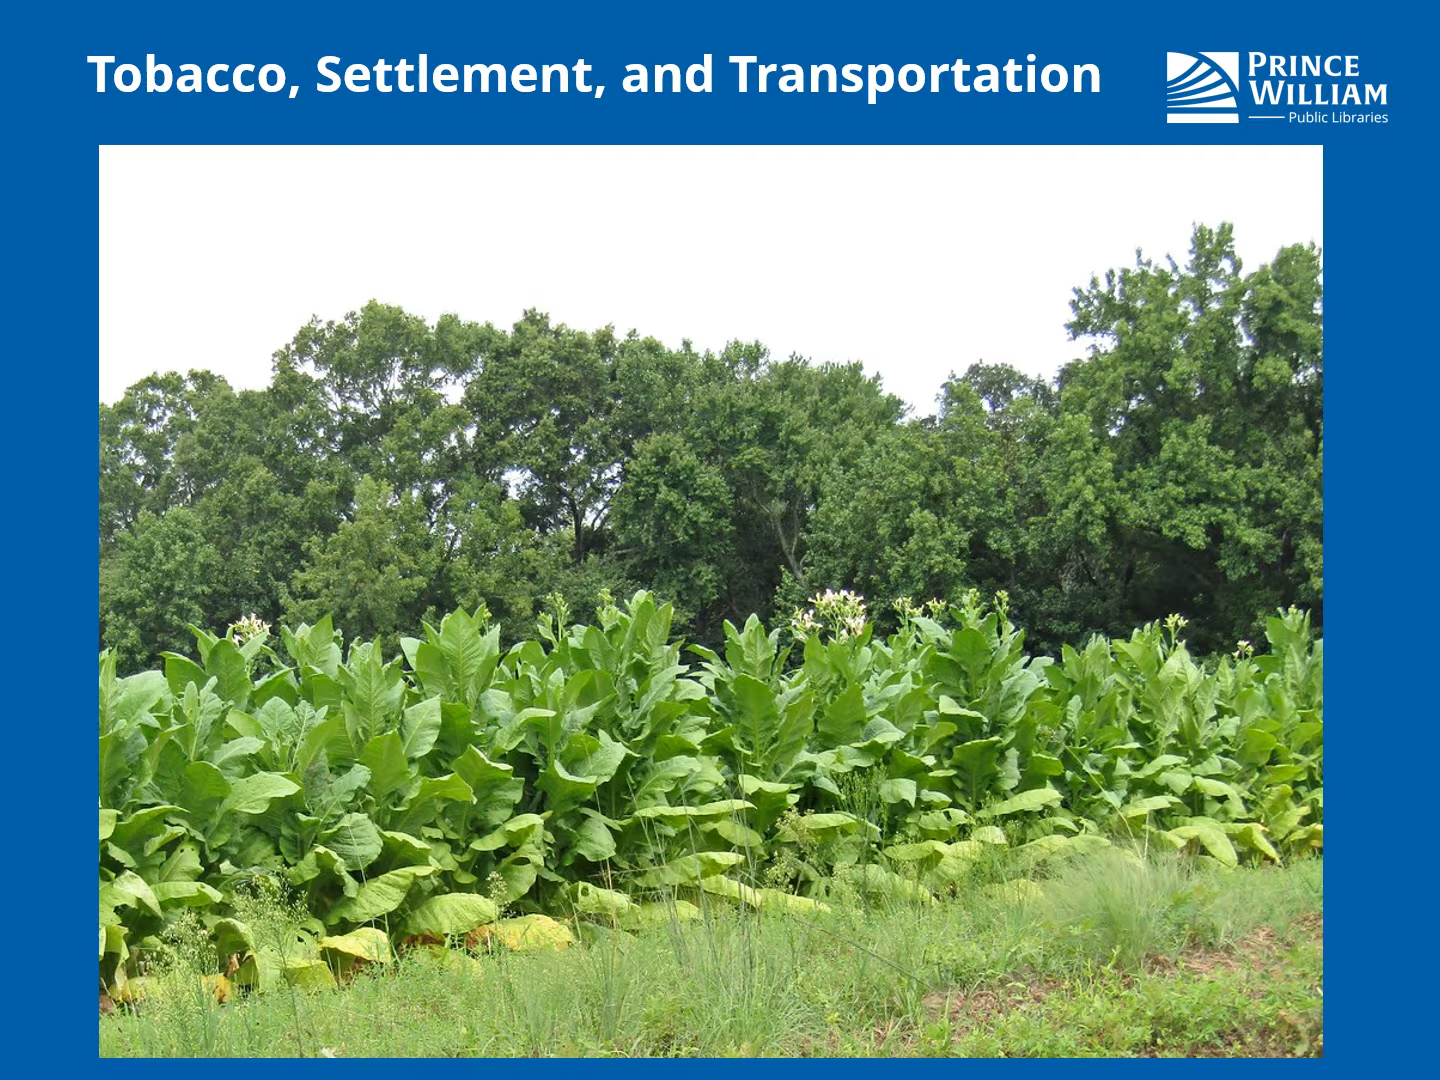 Tobacco, Settlement, and Transportation
PRINCE
WILLIAM
Public Libraries